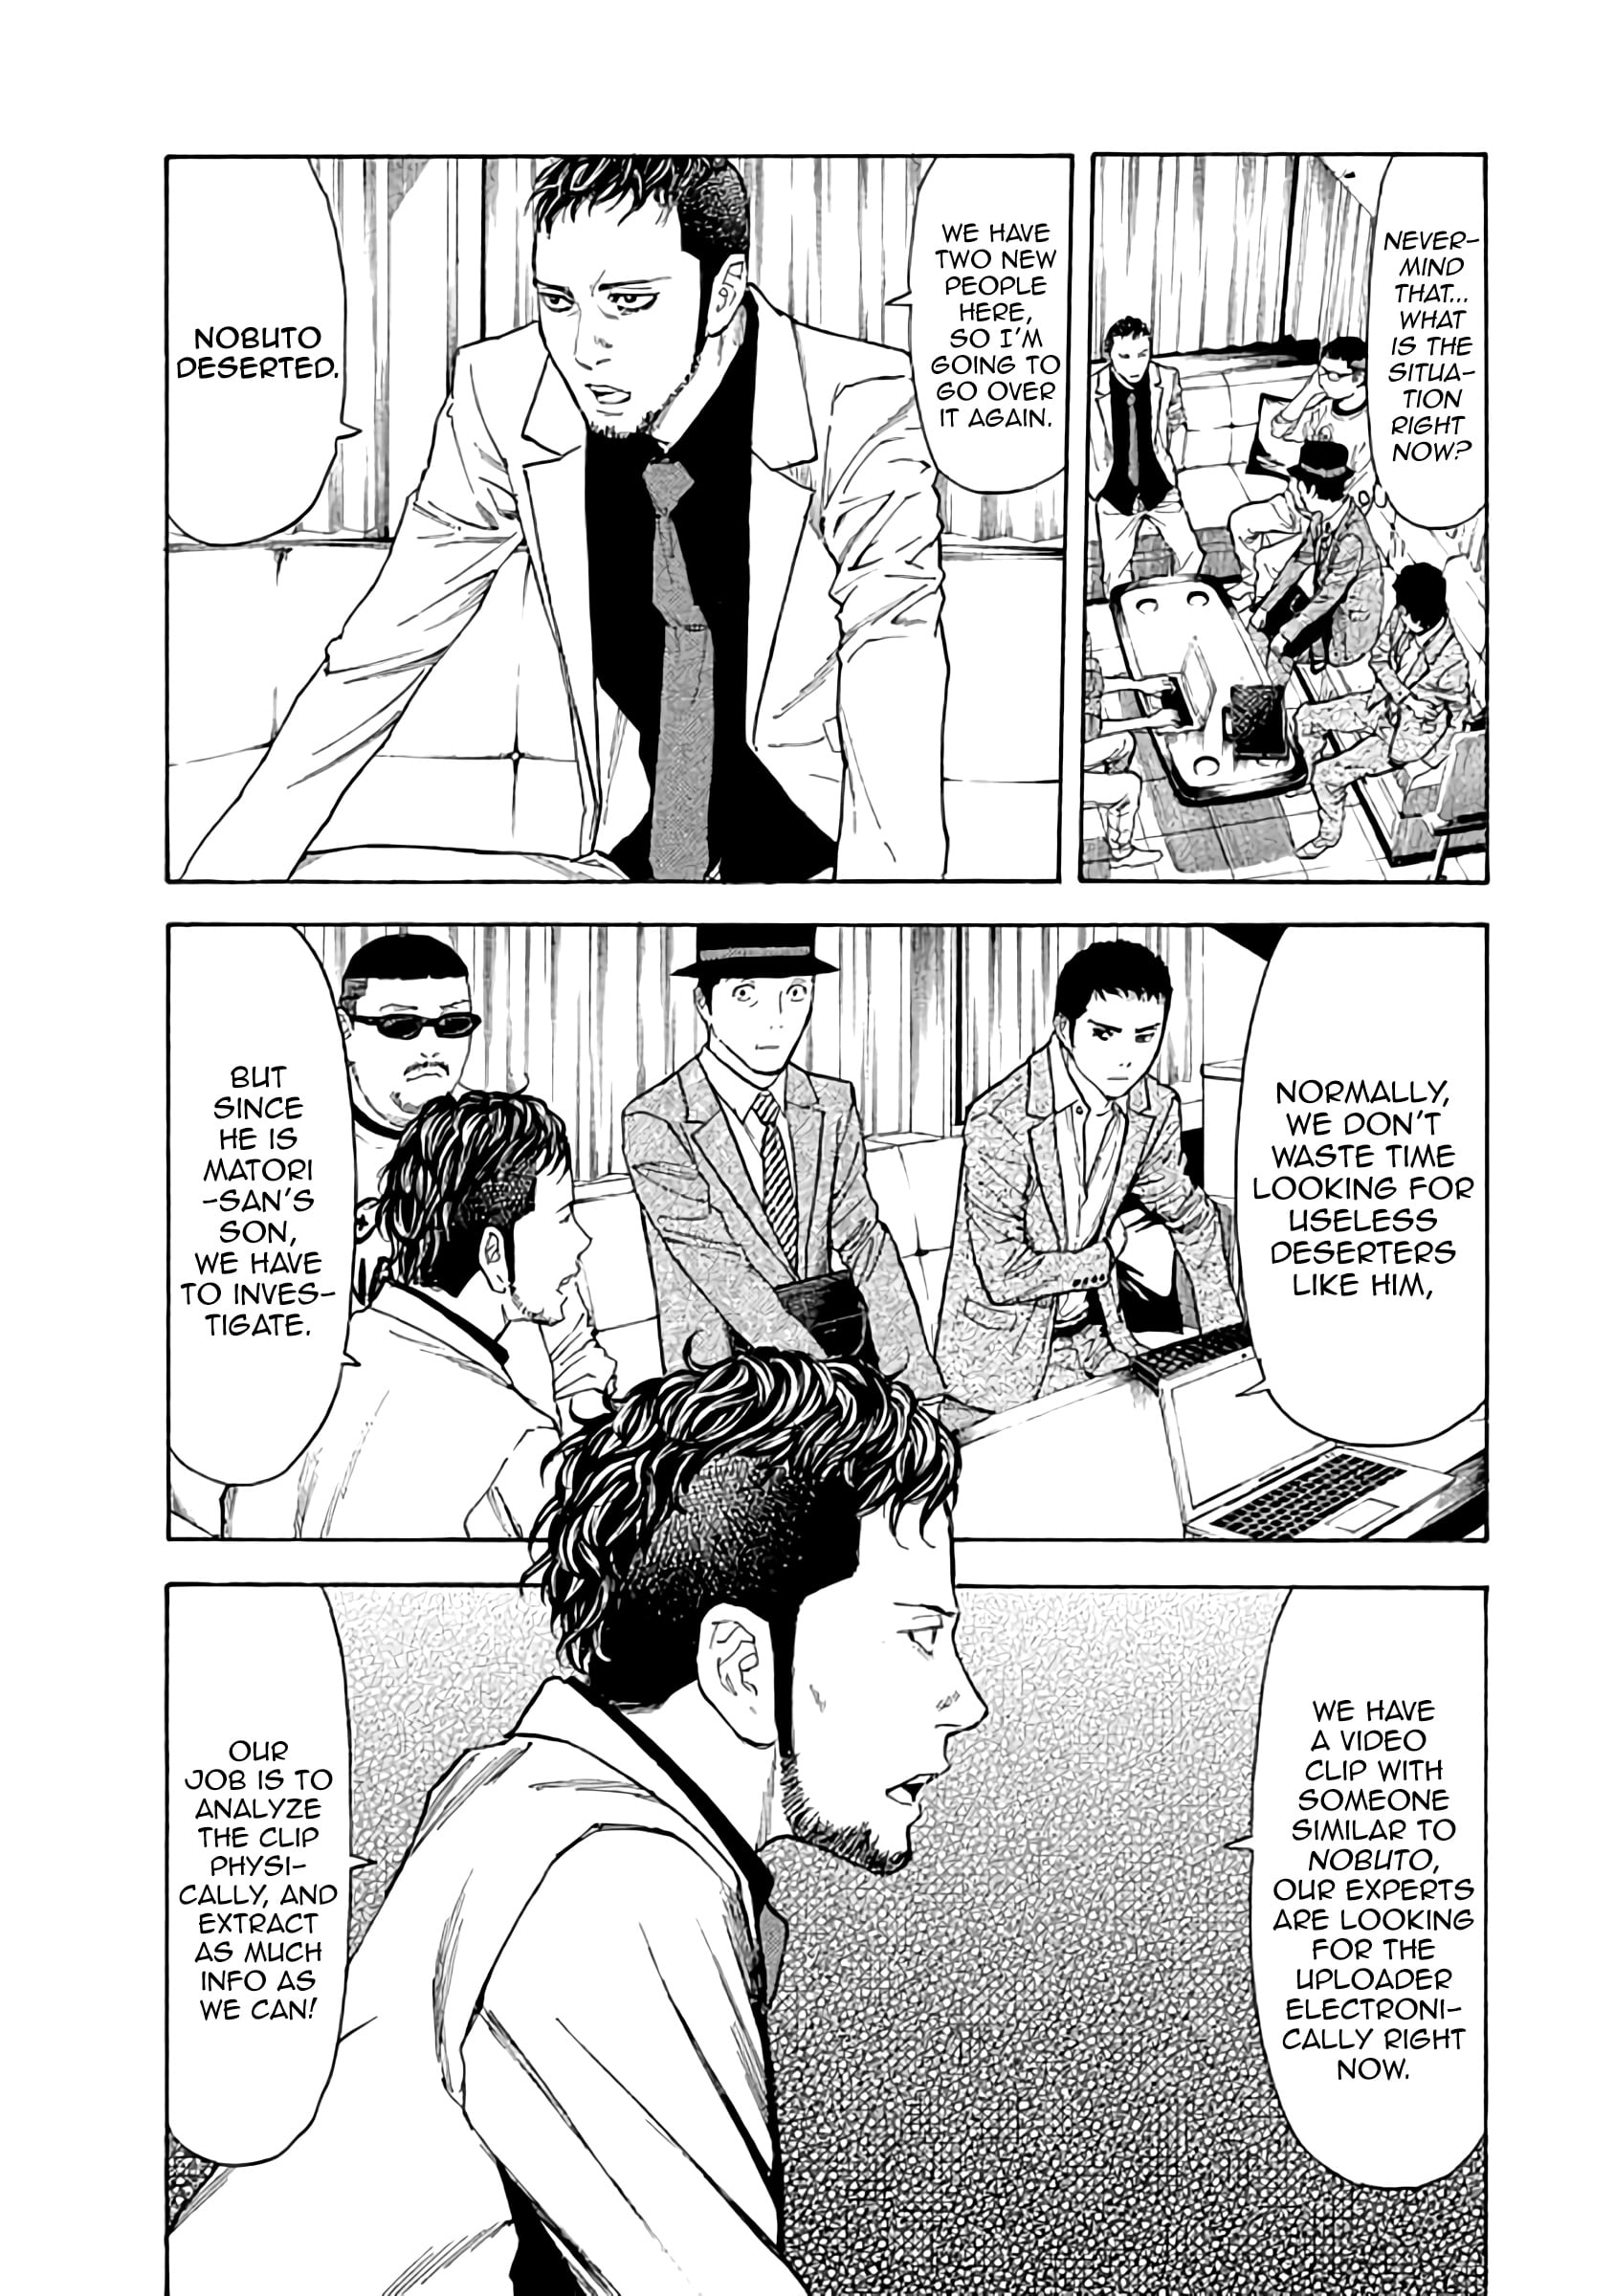 NEVER-
MIND
THAT...
WHAT
IS THE
SITUA-
TION
RIGHT
NOW?
WE HAVE
TWO NEW
PEOPLE
HERE,
SO I'M
GOING TO
GO OVER
IT AGAIN.
NOBUTO
DESERTED.
NORMALLY,
WE DON'T
WASTE TIME
LOOKING FOR
USELESS
DESERTERS
LIKE HIM,
BUT
SINCE
HE IS
MATORI
-SAN'S
SON,
WE HAVE
TO INVES-
TIGATE.
WE HAVE
A VIDEO
CLIP WITH
SOMEONE
SIMILAR TO
NOBUTO,
OUR EXPERTS
ARE LOOKING
FOR THE
UPLOADER
ELECTRONI-
CALLY RIGHT
NOW.
OUR
JOB IS TO
ANALYZE
THE CLIP
PHYSI-
CALLY, AND
EXTRACT
AS MUCH
INFO AS
WE CAN!